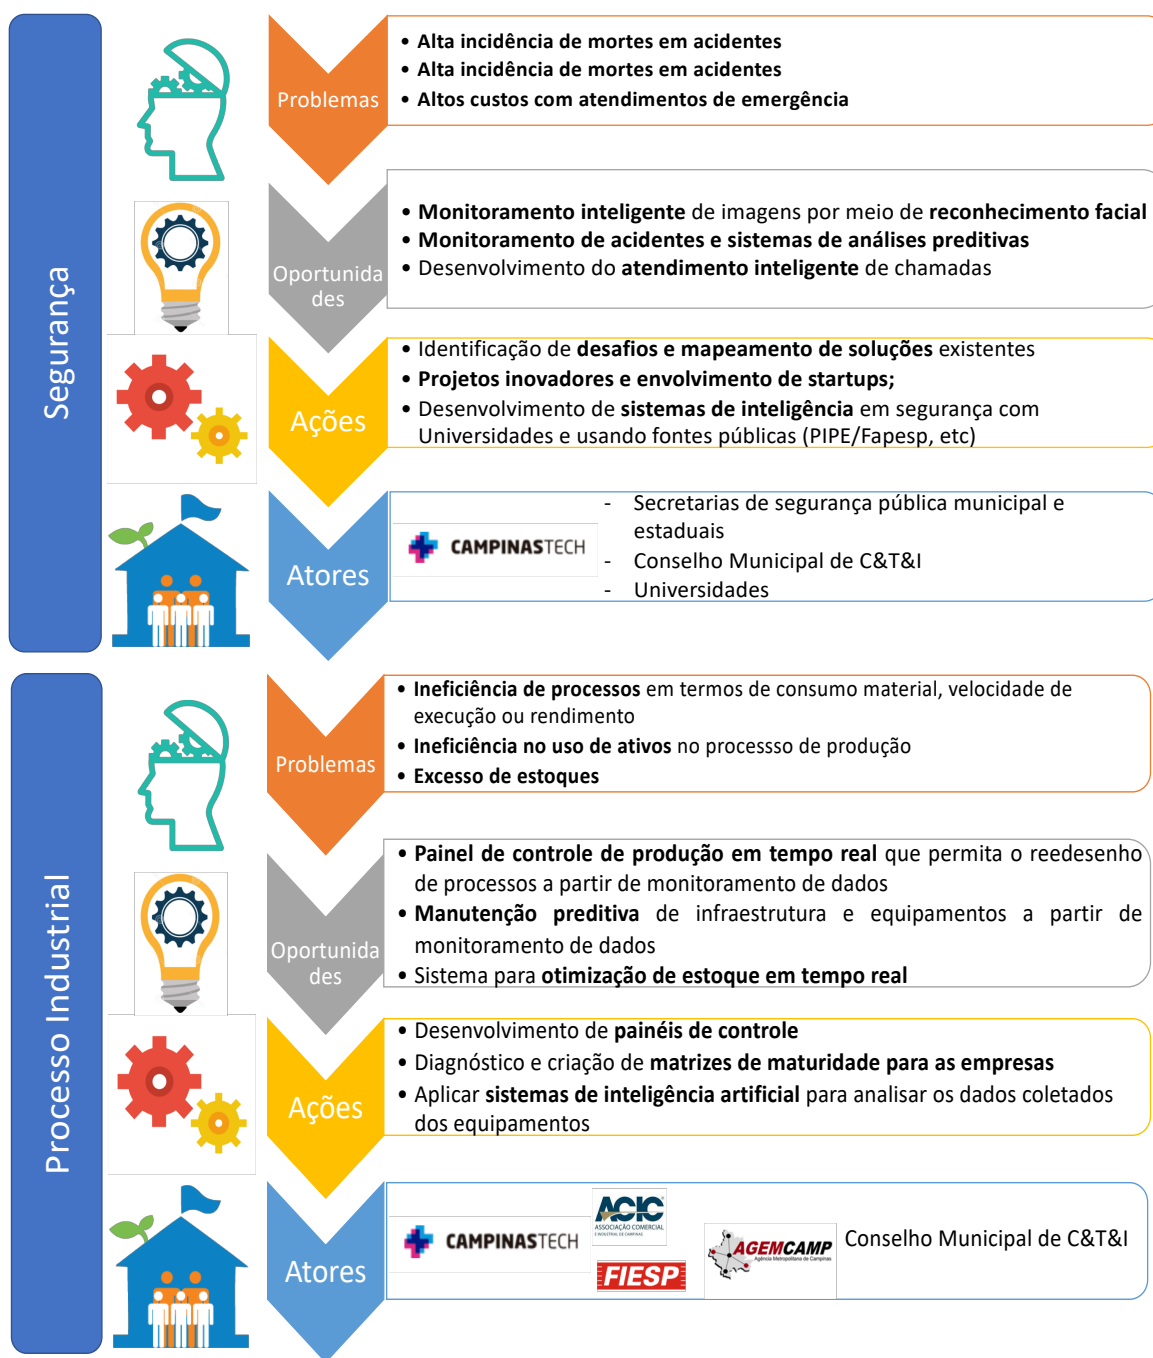 Segurança
Problemas
• Alta incidência de mortes em acidentes
• Alta incidência de mortes em acidentes
• Altos custos com atendimentos de emergência
Oportunida
des
• Monitoramento inteligente de imagens por meio de reconhecimento facial
• Monitoramento de acidentes e sistemas de análises preditivas
• Desenvolvimento do atendimento inteligente de chamadas
Ações
• Identificação de desafios e mapeamento de soluções existentes
• Projetos inovadores e envolvimento de startups;
• Desenvolvimento de sistemas de inteligência em segurança com
Universidades e usando fontes públicas (PIPE/Fapesp, etc)
Atores
CAMPINASTECH
- Secretarias de segurança pública municipal e
estaduais
- Conselho Municipal de C&T&I
- Universidades
Processo Industrial
Problemas
• Ineficiência de processos em termos de consumo material, velocidade de
execução ou rendimento
• Ineficiência no uso de ativos no processso de produção
• Excesso de estoques
Oportunida
des
• Painel de controle de produção em tempo real que permita o reedesenho
de processos a partir de monitoramento de dados
• Manutenção preditiva de infraestrutura e equipamentos a partir de
monitoramento de dados
• Sistema para otimização de estoque em tempo real
Ações
• Desenvolvimento de painéis de controle
• Diagnóstico e criação de matrizes de maturidade para as empresas
• Aplicar sistemas de inteligência artificial para analisar os dados coletados
dos equipamentos
Atores
CAMPINASTECH
ACIC
ASSOCIAÇÃO COMERCIAL
E INDUSTRIAL DE CAMPINAS
FIESP
AGEMCAMP
Agência Metropolitana de Campinas
Conselho Municipal de C&T&I